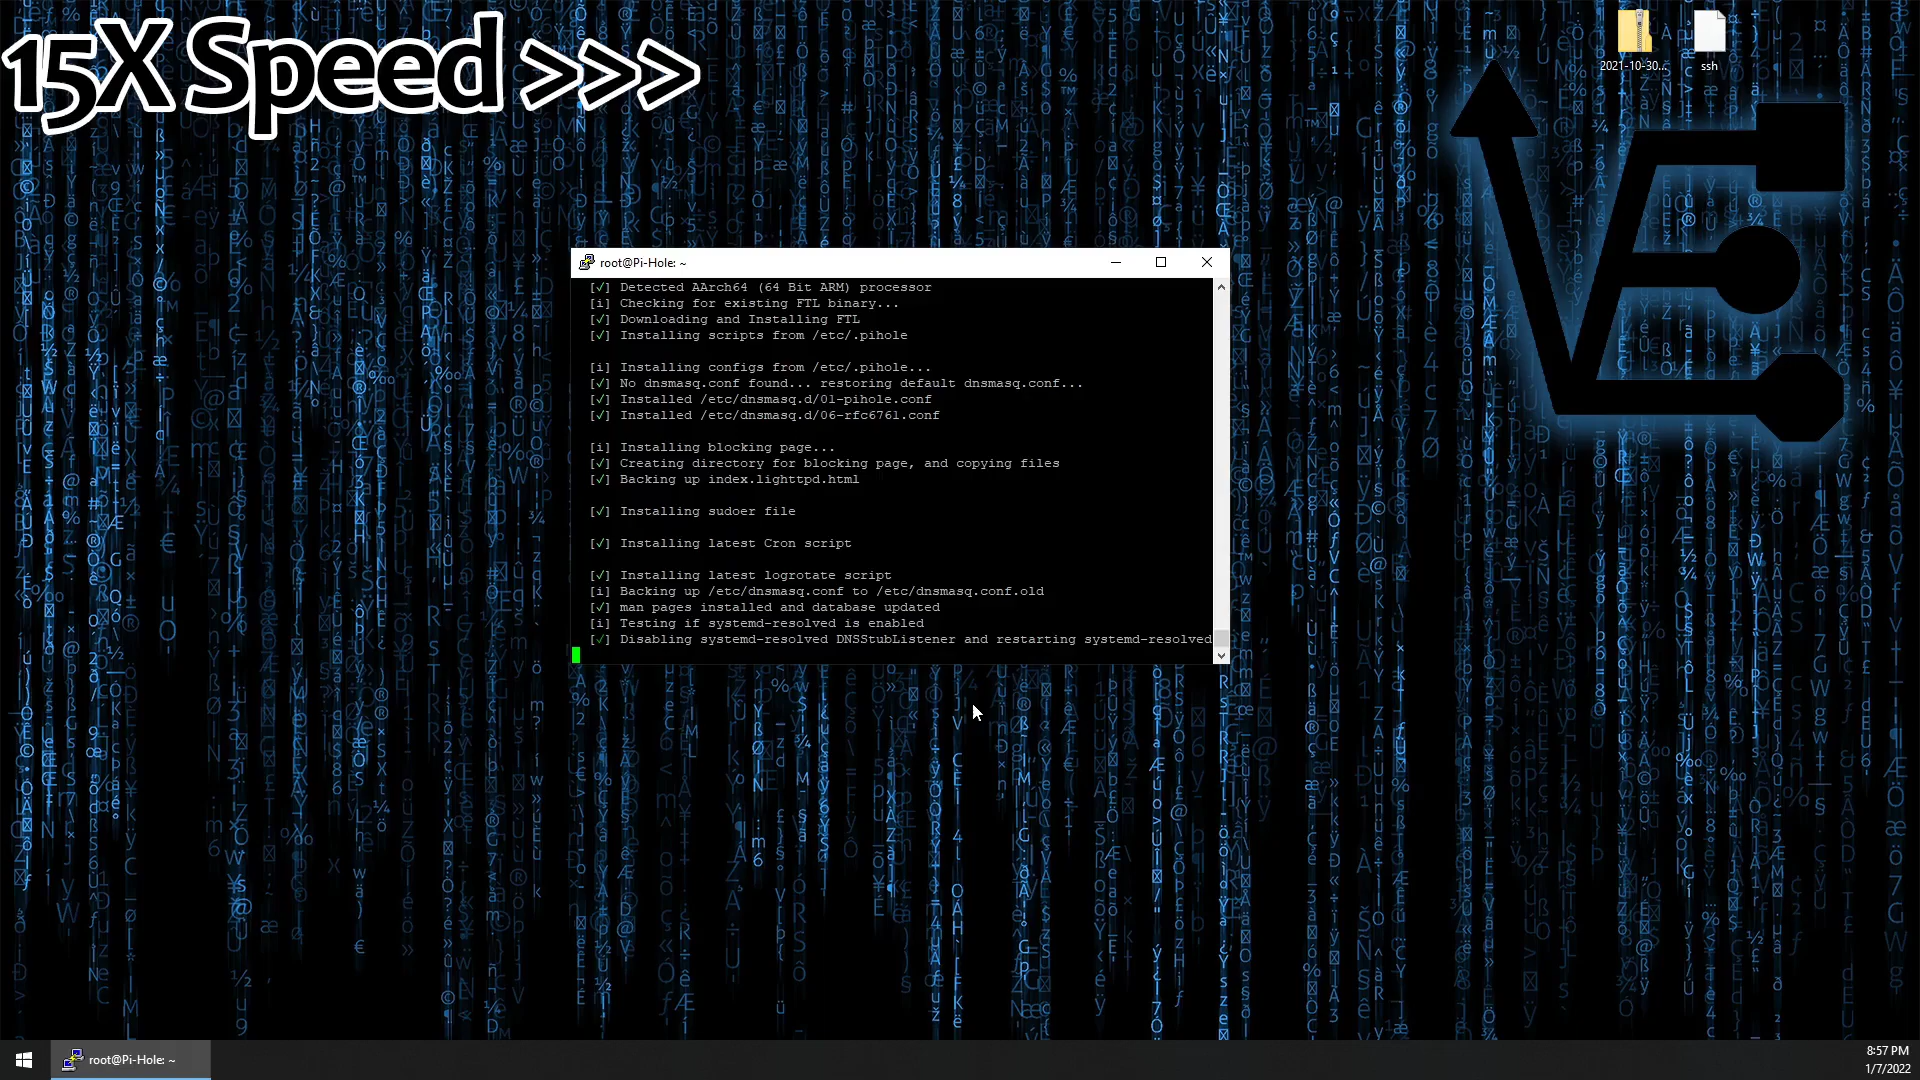 15X Speed >>>
2021-10-30...
ssh
root@Pi-Hole: ~
[✓] Detected AArch64 (64 Bit ARM) processor
[i] Checking for existing FTL binary...
[✓] Downloading and Installing FTL
[✓] Installing scripts from /etc/.pihole
[i] Installing configs from /etc/.pihole...
[✓] No dnsmasq.conf found... restoring default dnsmasq.conf...
[✓] Installed /etc/dnsmasq.d/01-pihole.conf
[✓] Installed /etc/dnsmasq.d/06-rfc6761.conf
[i] Installing blocking page...
[✓] Creating directory for blocking page, and copying files
[✓] Backing up index.lighttpd.html
[✓] Installing sudoer file
[✓] Installing latest Cron script
[✓] Installing latest logrotate script
[i] Backing up /etc/dnsmasq.conf to /etc/dnsmasq.conf.old
[✓] man pages installed and database updated
[i] Testing if systemd-resolved is enabled
[✓] Disabling systemd-resolved DNSStubListener and restarting systemd-resolved
root@Pi-Hole: ~
8:57 PM
1/7/2022